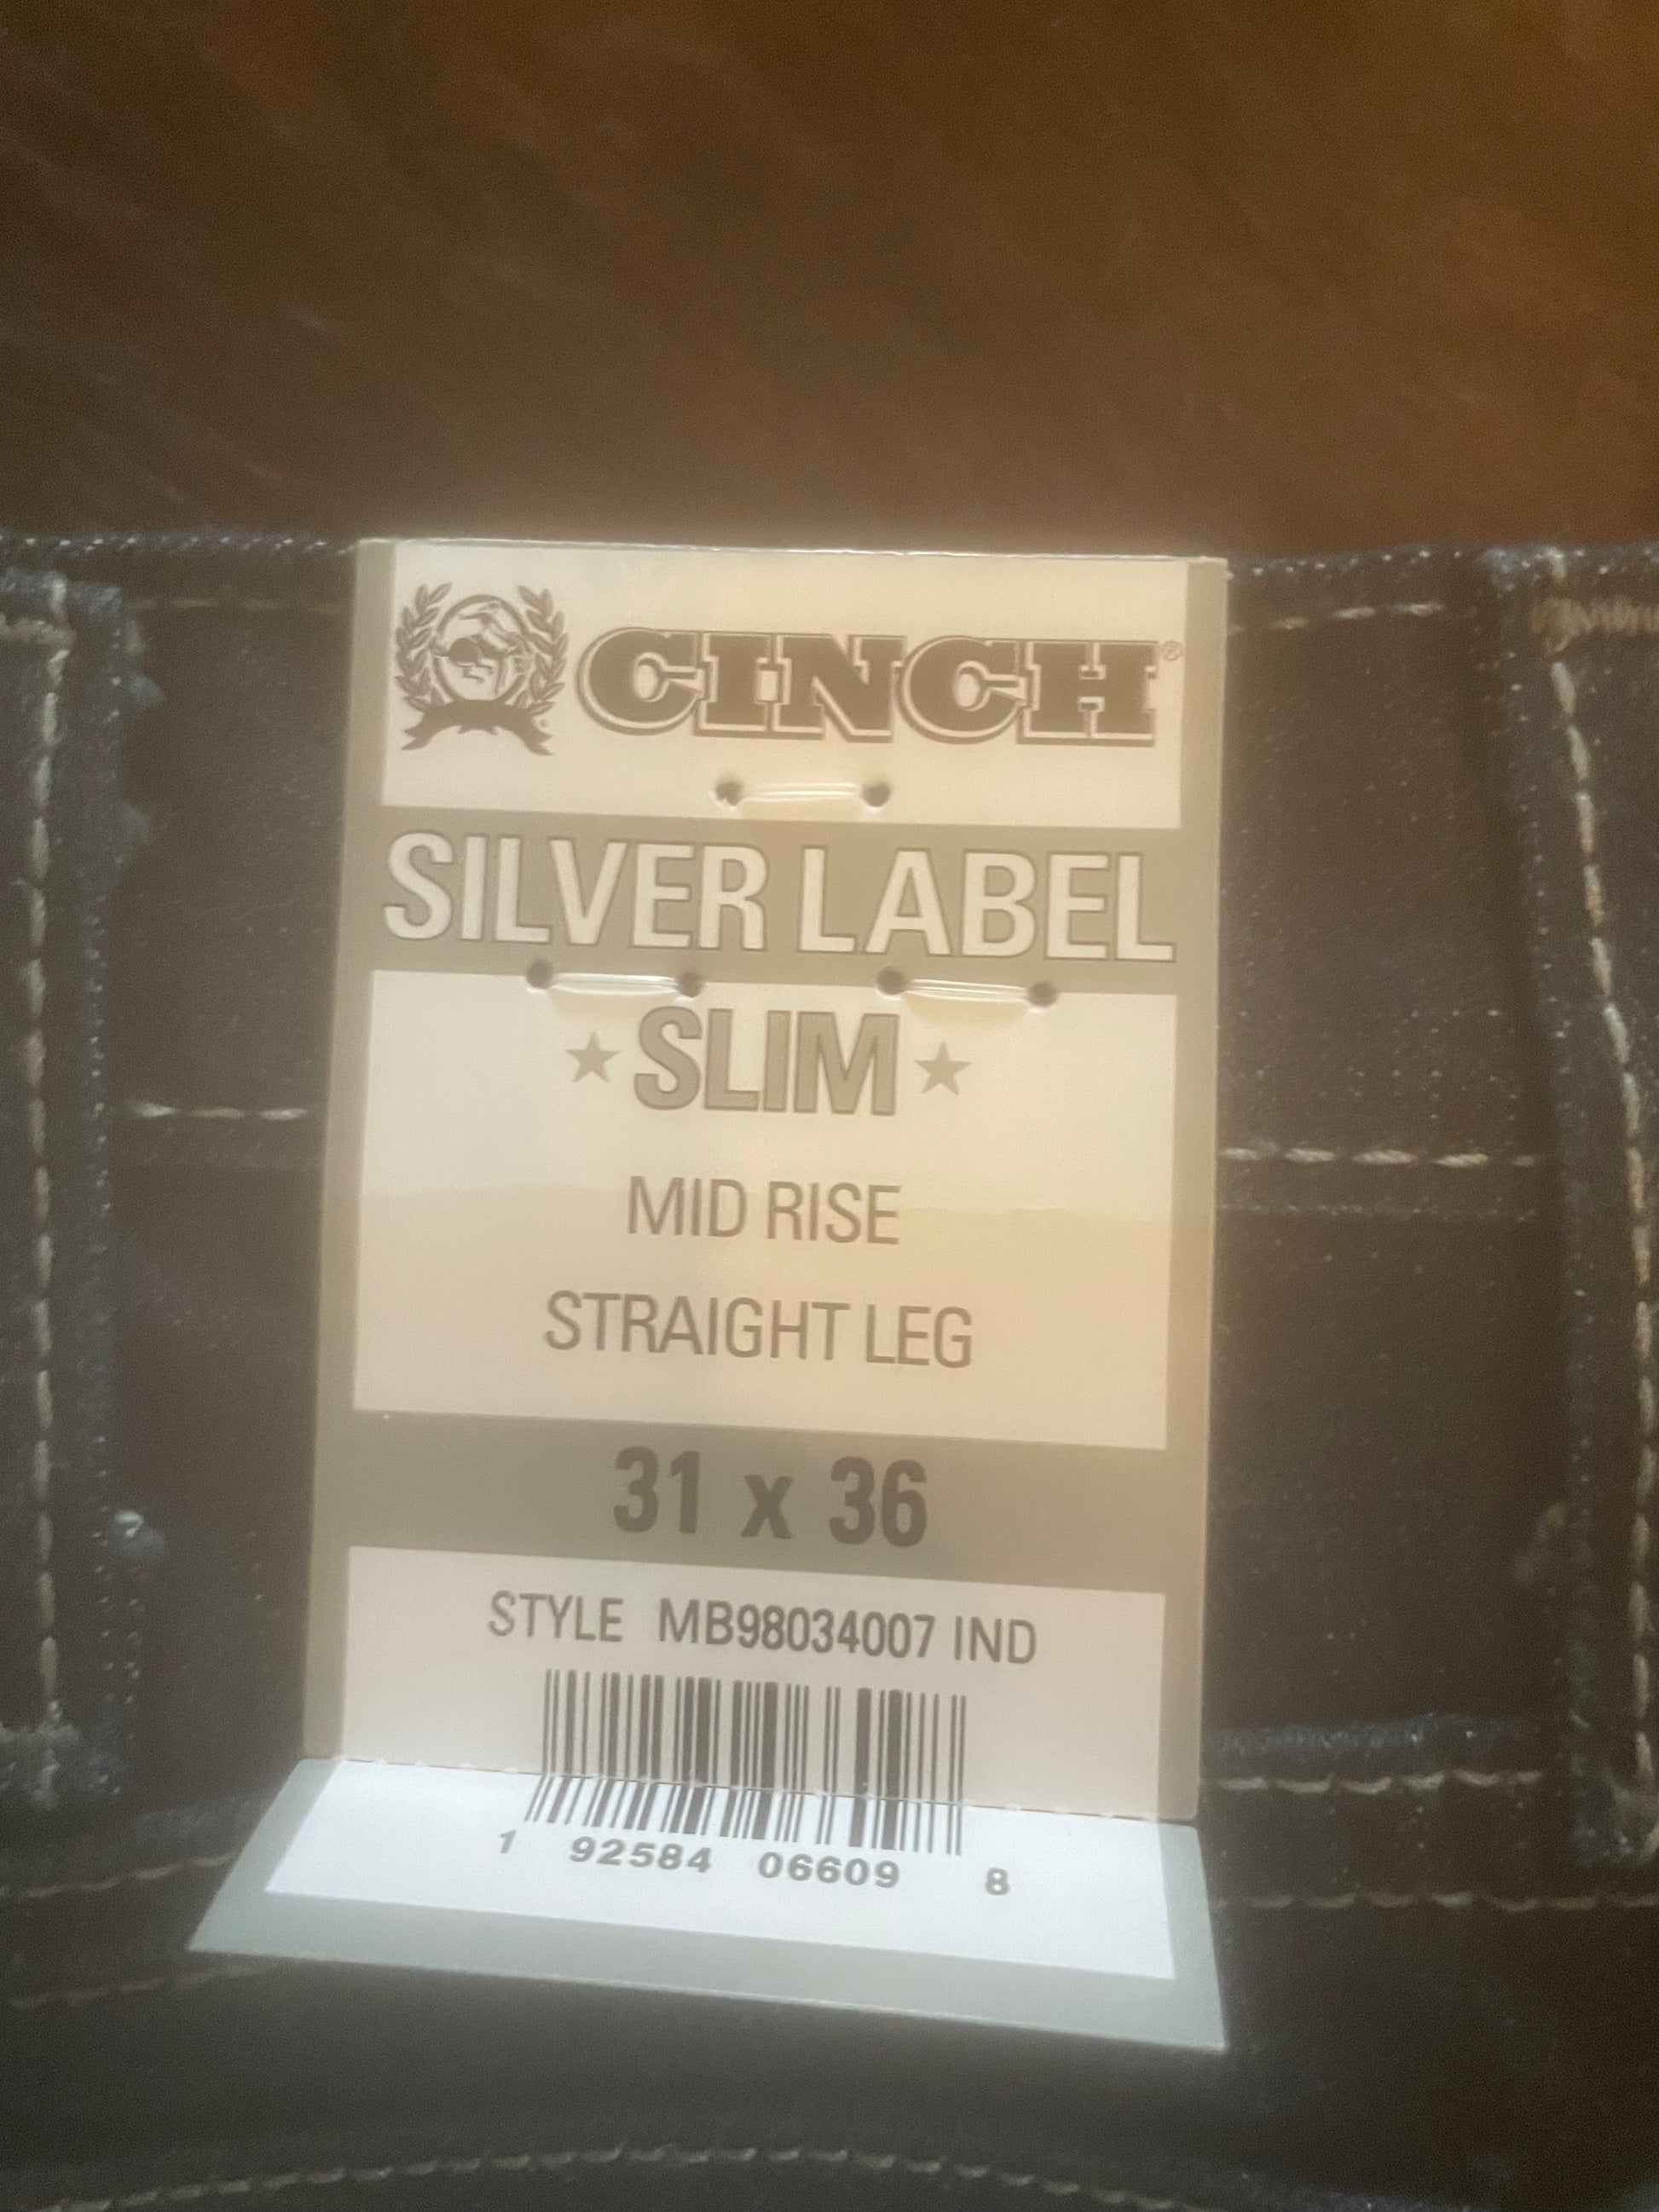 CINCH®
SILVER LABEL
★ SLIM ★
MID RISE
STRAIGHT LEG
31 x 36
STYLE MB98034007 IND
1 92584 06609 8